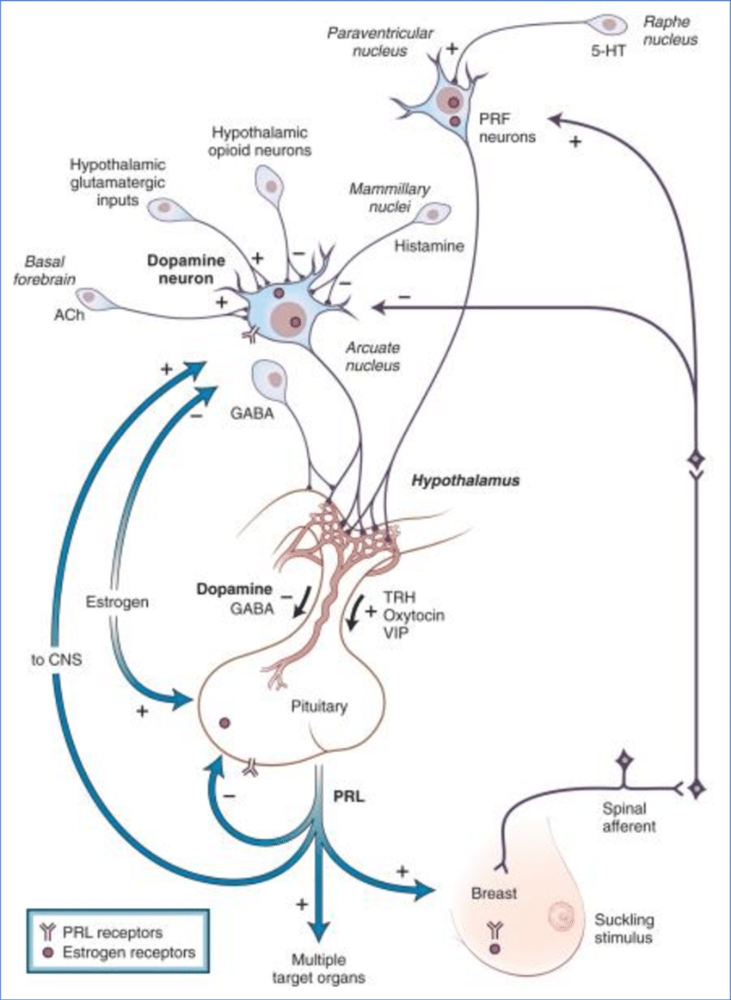 Paraventricular
nucleus
+
Raphe
nucleus
5-HT
PRF
neurons
+
Hypothalamic
opioid neurons
Hypothalamic
glutamatergic
inputs
Mammillary
nuclei
Histamine
Basal
forebrain
ACh
Dopamine
neuron
+
−
−
+
−
Arcuate
nucleus
+
−
GABA
Hypothalamus
Estrogen
to CNS
Dopamine −
GABA
+ TRH
Oxytocin
VIP
+
Pituitary
−
PRL
Spinal
afferent
+
+
Breast
Suckling
stimulus
Multiple
target organs
PRL receptors
Estrogen receptors